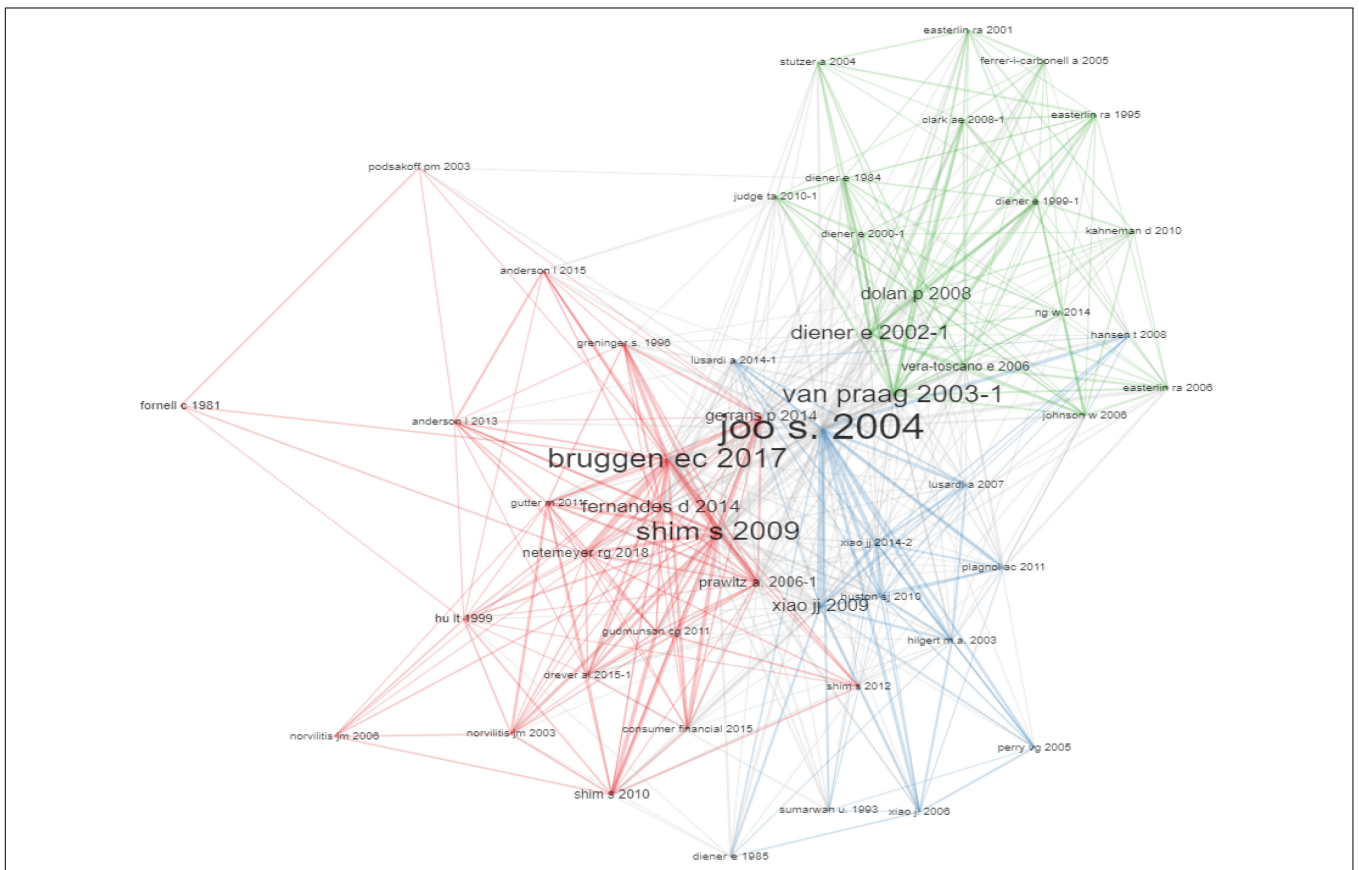 easterlin ra 2001
stutzer a 2004
ferrer-i-carbonell a 2005
easterlin ra 1995
clark ae 2008-1
podsakoff pm 2003
diener e 1984
judge ta 2010-1
diener e 1999-1
diener e 2000-1
kahneman d 2010
anderson l 2015
dolan p 2008
ng w 2014
diener e 2002-1
hansen t 2008
greninger s. 1996
lusardi a 2014-1
vera-toscano e 2006
easterlin ra 2006
van praag 2003-1
fornell c 1981
gerrans p 2014
johnson w 2006
anderson l 2013
joo s. 2004
bruggen ec 2017
lusardi a 2007
gutter m 2011
fernandes d 2014
shim s 2009
xiao jj 2014-2
netemeyer rg 2018
plagnol ac 2011
prawitz a. 2006-1
huston sj 2010
xiao jj 2009
hu lt 1999
gudmunson cg 2011
hilgert m.a. 2003
drever ai 2015-1
shim s 2012
consumer financial 2015
norvilitis jm 2006
norvilitis jm 2003
perry vg 2005
shim s 2010
sumarwan u. 1993
xiao jj 2006
diener e 1985